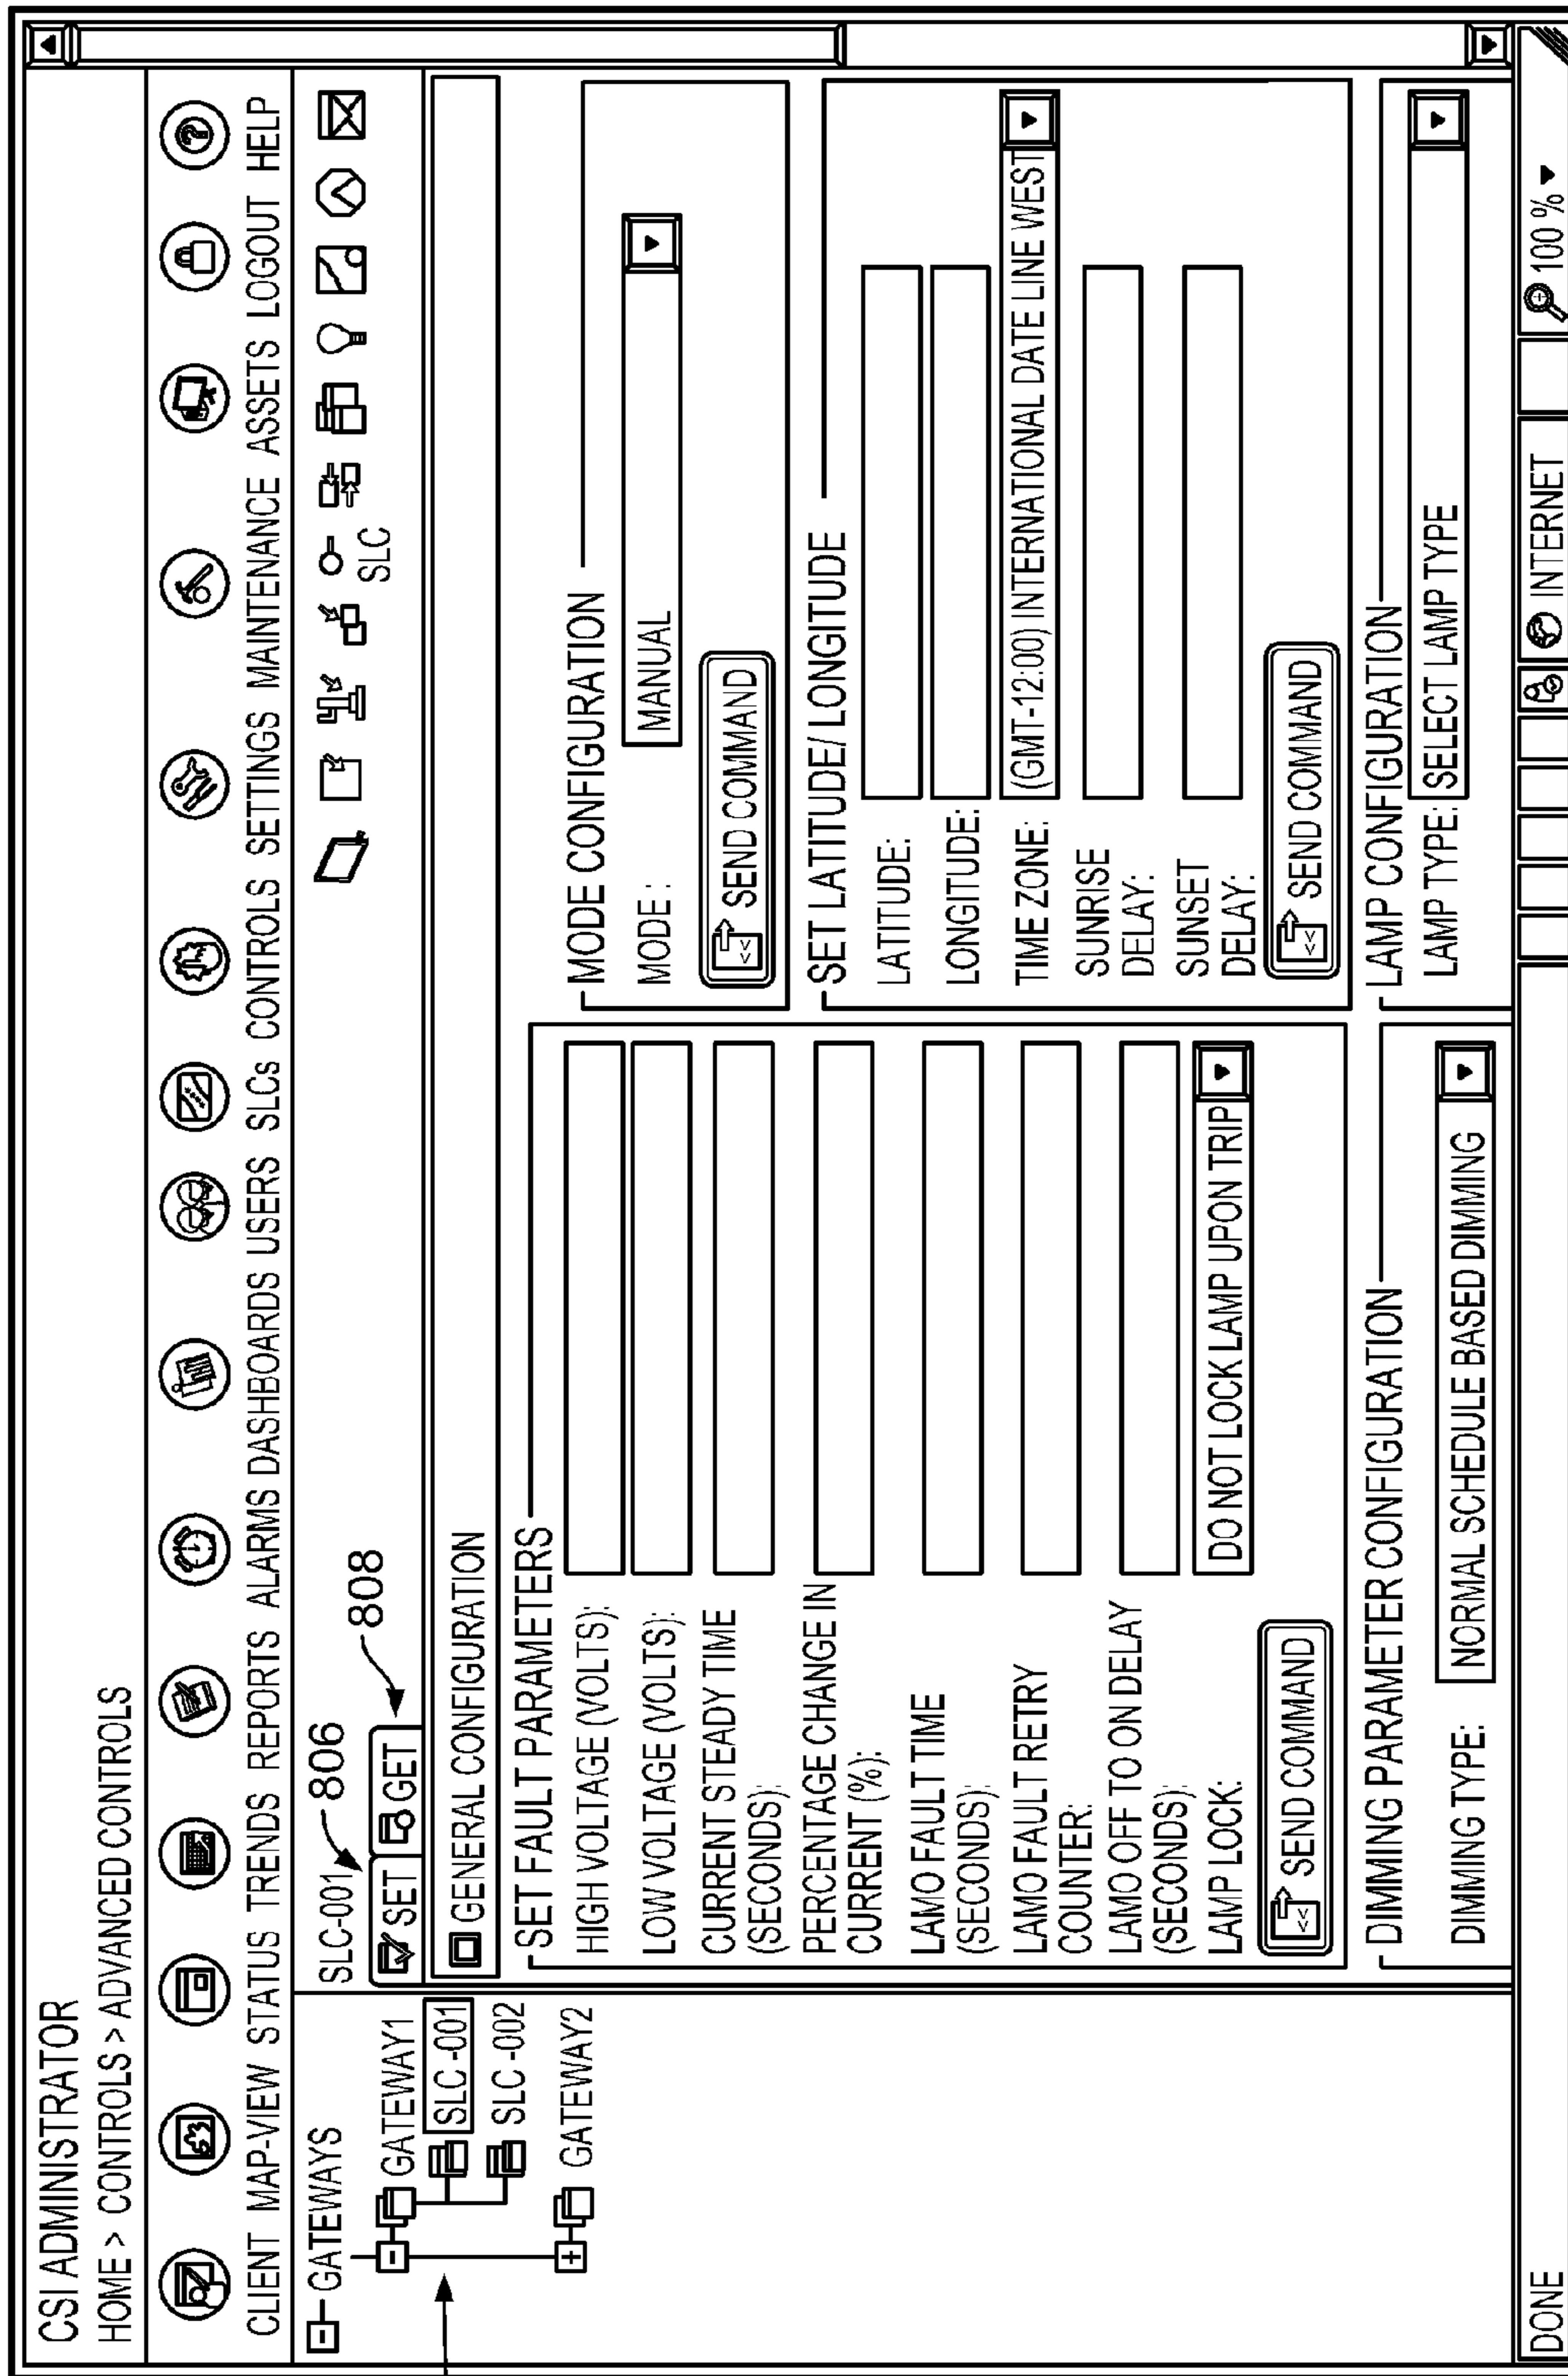 CSI ADMINISTRATOR
HOME > CONTROLS > ADVANCED CONTROLS
CLIENT MAP-VIEW STATUS TRENDS REPORTS ALARMS DASHBOARDS USERS SLCs CONTROLS SETTINGS MAINTENANCE ASSETS LOGOUT HELP
GATEWAYS
GATEWAY1
SLC-001
SLC-002
GATEWAY2
SLC-001
806
808
SET
GET
SLC
GENERAL CONFIGURATION
SET FAULT PARAMETERS
HIGH VOLTAGE (VOLTS):
LOW VOLTAGE (VOLTS):
CURRENT STEADY TIME
(SECONDS):
PERCENTAGE CHANGE IN
CURRENT (%):
LAMO FAULT TIME
(SECONDS):
LAMO FAULT RETRY
COUNTER:
LAMO OFF TO ON DELAY
(SECONDS):
LAMP LOCK: DO NOT LOCK LAMP UPON TRIP
SEND COMMAND
MODE CONFIGURATION
MODE: MANUAL
SEND COMMAND
SET LATITUDE/ LONGITUDE
LATITUDE:
LONGITUDE:
TIME ZONE: (GMT-12:00) INTERNATIONAL DATE LINE WEST
SUNRISE
DELAY:
SUNSET
DELAY:
SEND COMMAND
DIMMING PARAMETER CONFIGURATION
DIMMING TYPE: NORMAL SCHEDULE BASED DIMMING
LAMP CONFIGURATION
LAMP TYPE: SELECT LAMP TYPE
DONE
INTERNET
100 %